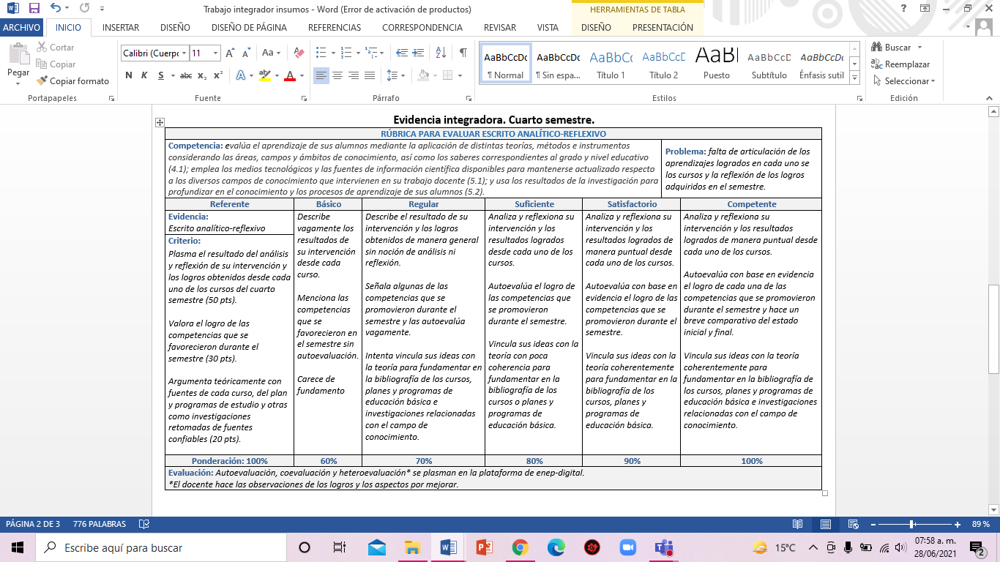 Trabajo integrador insumos - Word (Error de activación de productos)
HERRAMIENTAS DE TABLA
ARCHIVO INICIO INSERTAR DISEÑO DISEÑO DE PÁGINA REFERENCIAS CORRESPONDENCIA REVISAR VISTA DISEÑO PRESENTACIÓN
Pegar
Cortar
Copiar
Copiar formato
Portapapeles
Calibri (Cuerpo 11
N K S abc x₂ x²
Fuente
Párrafo
AaBbCcDc AaBbCcDc AaBbCc AaBbCcD AaBl AaBbCcD AaBbCcDc
¶ Normal ¶ Sin espa... Título 1 Título 2 Puesto Subtítulo Énfasis sutil
Estilos
Buscar
Reemplazar
Seleccionar
Edición
Evidencia integradora. Cuarto semestre.
RÚBRICA PARA EVALUAR ESCRITO ANALÍTICO-REFLEXIVO
Competencia: evalúa el aprendizaje de sus alumnos mediante la aplicación de distintas teorías, métodos e instrumentos
considerando las áreas, campos y ámbitos de conocimiento, así como los saberes correspondientes al grado y nivel educativo
(4.1); emplea los medios tecnológicos y las fuentes de información científica disponibles para mantenerse actualizado respecto
a los diversos campos de conocimiento que intervienen en su trabajo docente (5.1); y usa los resultados de la investigación para
profundizar en el conocimiento y los procesos de aprendizaje de sus alumnos (5.2).
Problema: falta de articulación de los
aprendizajes logrados en cada uno se
los cursos y la reflexión de los logros
adquiridos en el semestre.
Referente Básico Regular Suficiente Satisfactorio Competente
Evidencia:
Escrito analítico-reflexivo
Criterio:
Plasma el resultado del análisis
y reflexión de su intervención y
los logros obtenidos desde cada
uno de los cursos del cuarto
semestre (50 pts).
Valora el logro de las
competencias que se
favorecieron durante el
semestre (30 pts).
Argumenta teóricamente con
fuentes de cada curso, del plan
y programas de estudio y otras
como investigaciones
retomadas de fuentes
confiables (20 pts).
Describe
vagamente los
resultados de
su intervención
desde cada
curso.
Menciona las
competencias
que se
favorecieron en
el semestre sin
autoevaluación.
Carece de
fundamento
Describe el resultado de su
intervención y los logros
obtenidos de manera general
sin noción de análisis ni
reflexión.
Señala algunas de las
competencias que se
promovieron durante el
semestre y las autoevalúa
vagamente.
Intenta vincula sus ideas con
la teoría para fundamentar en
la bibliografía de los cursos,
planes y programas de
educación básica e
investigaciones relacionadas
con el campo de
conocimiento.
Analiza y reflexiona su
intervención y los
resultados logrados
desde cada uno de los
cursos.
Autoevalúa el logro de
las competencias que
se promovieron
durante el semestre.
Vincula sus ideas con la
teoría con poca
coherencia para
fundamentar en la
bibliografía de los
cursos o planes y
programas de
educación básica.
Analiza y reflexiona su
intervención y los
resultados logrados de
manera puntual desde
cada uno de los cursos.
Autoevalúa con base en
evidencia el logro de las
competencias que se
promovieron durante el
semestre.
Vincula sus ideas con la
teoría coherentemente
para fundamentar en la
bibliografía de los
cursos, planes y
programas de
educación básica.
Analiza y reflexiona su
intervención y los resultados
logrados de manera puntual desde
cada uno de los cursos.
Autoevalúa con base en evidencia
el logro de cada una de las
competencias que se promovieron
durante el semestre y hace un
breve comparativo del estado
inicial y final.
Vincula sus ideas con la teoría
coherentemente para
fundamentar en la bibliografía de
los cursos, planes y programas de
educación básica e investigaciones
relacionadas con el campo de
conocimiento.
Ponderación: 100% 60% 70% 80% 90% 100%
Evaluación: Autoevaluación, coevaluación y heteroevaluación* se plasman en la plataforma de enep-digital.
*El docente hace las observaciones de los logros y los aspectos por mejorar.
PÁGINA 2 DE 3 776 PALABRAS 89 %
Escribe aquí para buscar
15°C
07:58 a. m.
28/06/2021
2